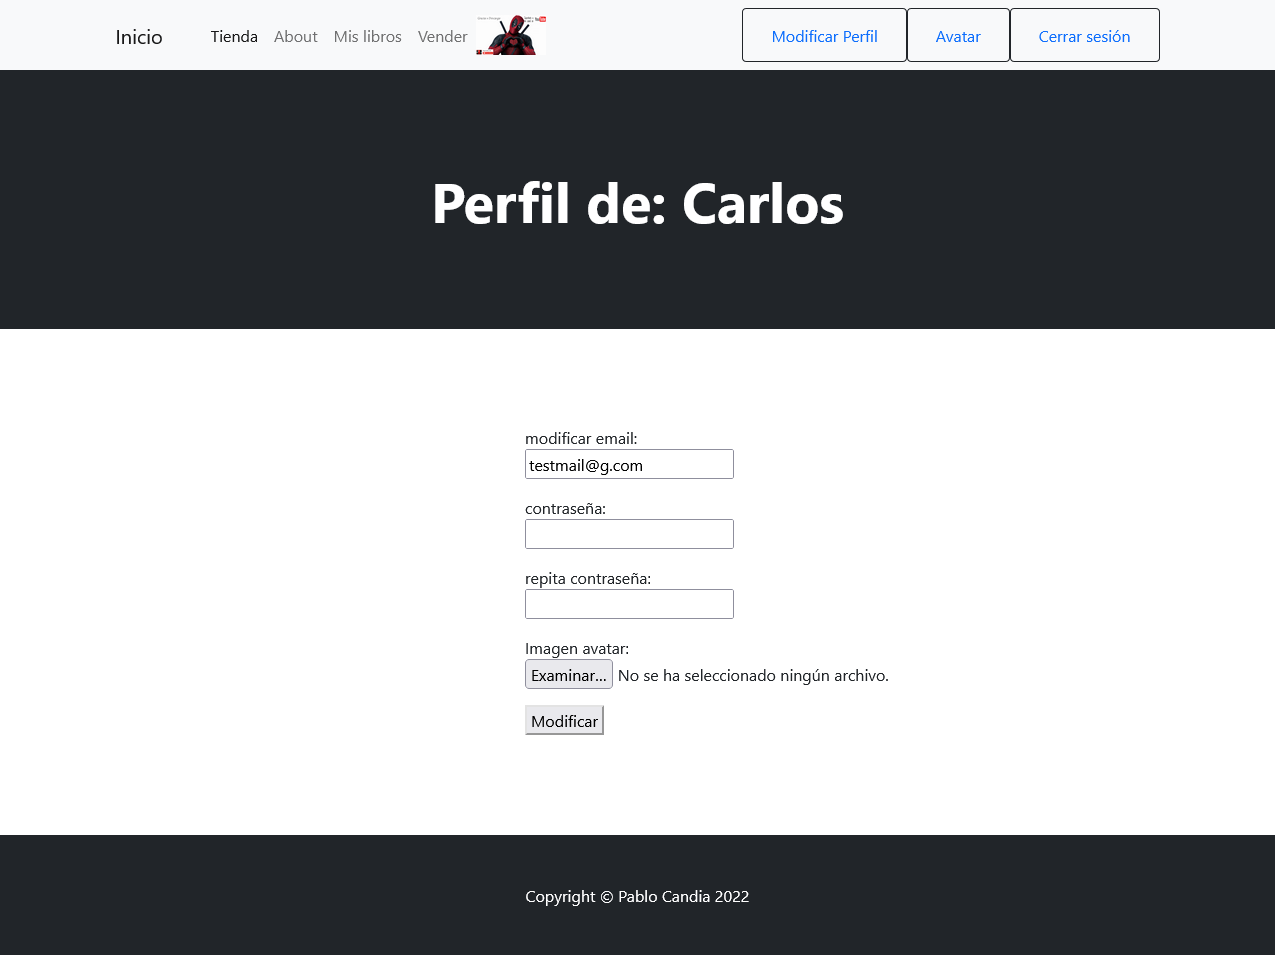 Inicio Tienda About Mis libros Vender Modificar Perfil Avatar Cerrar sesión
Perfil de: Carlos
modificar email:
testmail@g.com
contraseña:
repita contraseña:
Imagen avatar:
Examinar... No se ha seleccionado ningún archivo.
Modificar
Copyright © Pablo Candia 2022